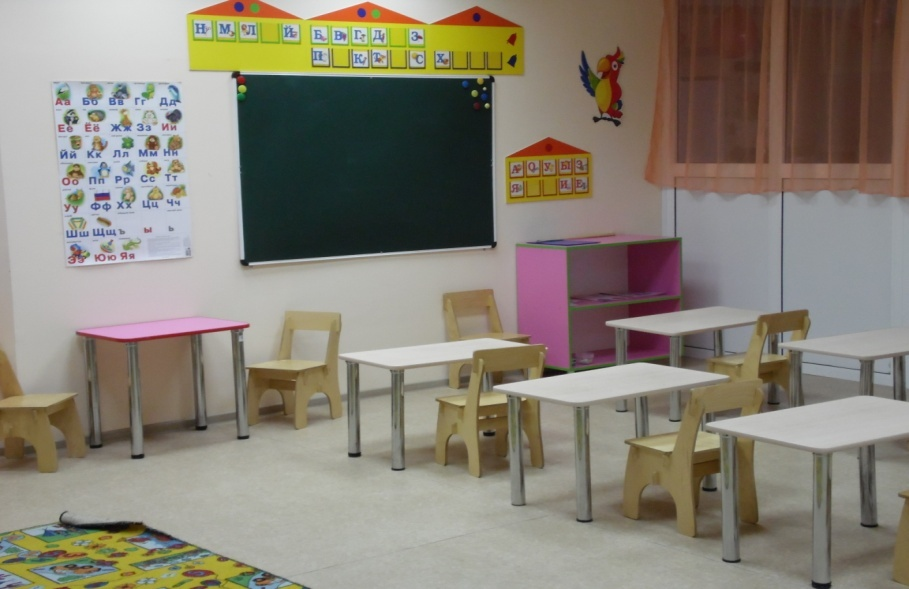 Н М Л Й Б В Г Д З
П К Т С Х
Аа Бб Вв Гг Дд
Ее Ёё Жж Зз Ии
Йй Кк Лл Мм Нн
Оо Пп Рр Сс Тт
Уу Фф Хх Цц Чч
Шш Щщ ъ ы ь
Ээ Юю Яя
А О У Ы Э
Я И Е